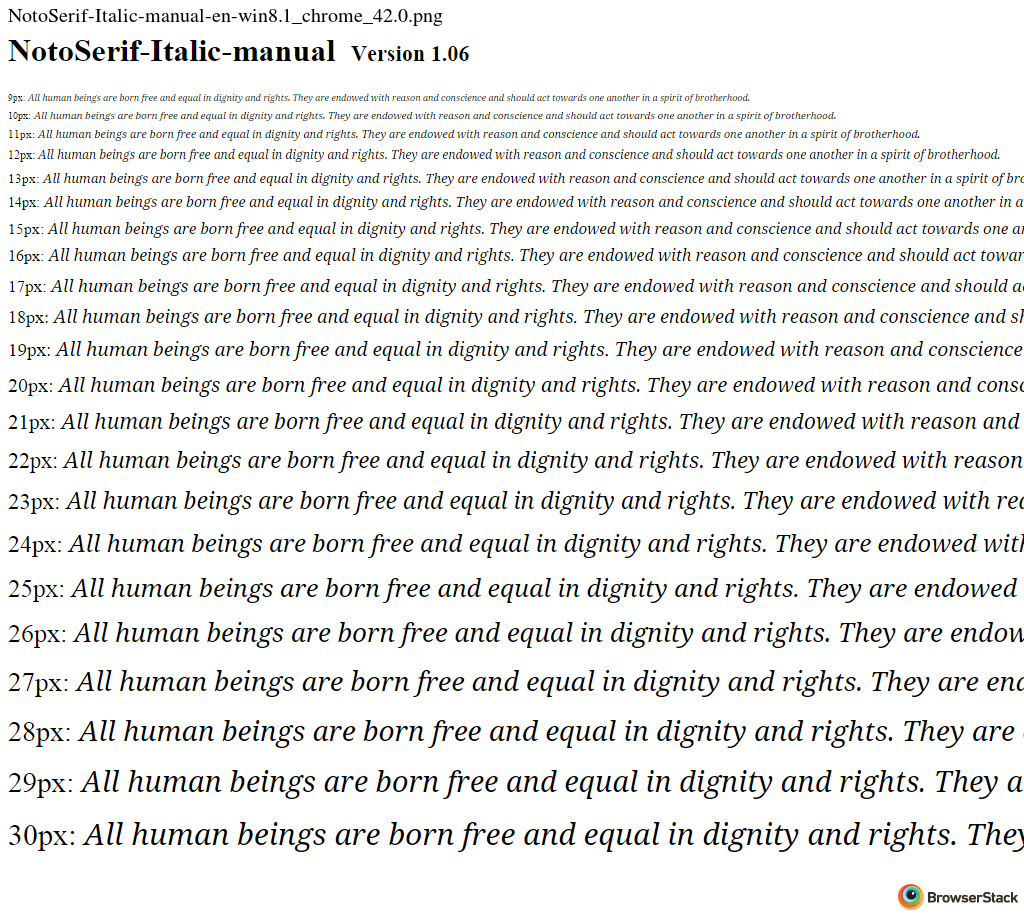 NotoSerif-Italic-manual-en-win8.1_chrome_42.0.png
NotoSerif-Italic-manual Version 1.06
9px: All human beings are born free and equal in dignity and rights. They are endowed with reason and conscience and should act towards one another in a spirit of brotherhood.
10px: All human beings are born free and equal in dignity and rights. They are endowed with reason and conscience and should act towards one another in a spirit of brotherhood.
11px: All human beings are born free and equal in dignity and rights. They are endowed with reason and conscience and should act towards one another in a spirit of brotherhood.
12px: All human beings are born free and equal in dignity and rights. They are endowed with reason and conscience and should act towards one another in a spirit of brotherhood.
13px: All human beings are born free and equal in dignity and rights. They are endowed with reason and conscience and should act towards one another in a spirit of bro
14px: All human beings are born free and equal in dignity and rights. They are endowed with reason and conscience and should act towards one another in a
15px: All human beings are born free and equal in dignity and rights. They are endowed with reason and conscience and should act towards one an
16px: All human beings are born free and equal in dignity and rights. They are endowed with reason and conscience and should act towar
17px: All human beings are born free and equal in dignity and rights. They are endowed with reason and conscience and should a
18px: All human beings are born free and equal in dignity and rights. They are endowed with reason and conscience and sh
19px: All human beings are born free and equal in dignity and rights. They are endowed with reason and conscience
20px: All human beings are born free and equal in dignity and rights. They are endowed with reason and consc
21px: All human beings are born free and equal in dignity and rights. They are endowed with reason and
22px: All human beings are born free and equal in dignity and rights. They are endowed with reason
23px: All human beings are born free and equal in dignity and rights. They are endowed with rea
24px: All human beings are born free and equal in dignity and rights. They are endowed with
25px: All human beings are born free and equal in dignity and rights. They are endowed
26px: All human beings are born free and equal in dignity and rights. They are endow
27px: All human beings are born free and equal in dignity and rights. They are end
28px: All human beings are born free and equal in dignity and rights. They are
29px: All human beings are born free and equal in dignity and rights. They a
30px: All human beings are born free and equal in dignity and rights. They
BrowserStack